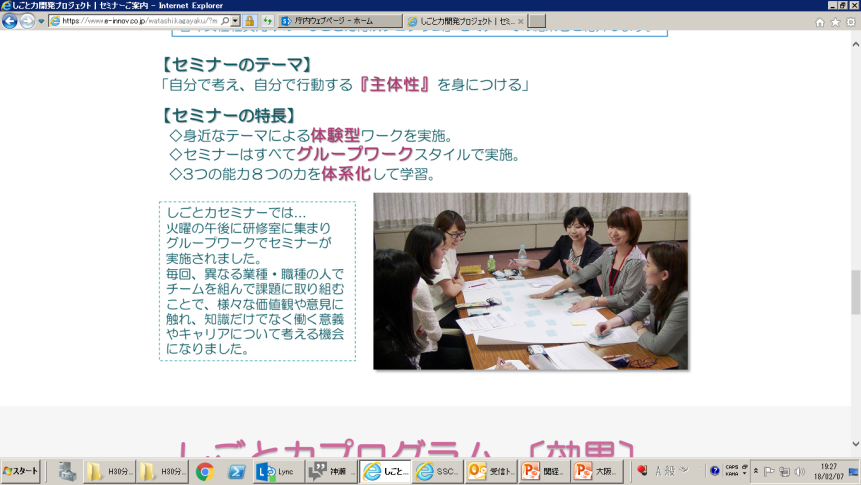 しごと力開発プロジェクト | セミナーご案内 - Internet Explorer
https://www.e-innov.co.jp/watashikagayaku/?m
庁内ウェブページ - ホーム
しごと力開発プロジェクト | セミ...
【セミナーのテーマ】
「自分で考え、自分で行動する『主体性』を身につける」
【セミナーの特長】
◇身近なテーマによる体験型ワークを実施。
◇セミナーはすべてグループワークスタイルで実施。
◇3つの能力８つの力を体系化して学習。
しごと力セミナーでは…
火曜の午後に研修室に集まり
グループワークでセミナーが
実施されました。
毎回、異なる業種・職種の人で
チームを組んで課題に取り組む
ことで、様々な価値観や意見に
触れ、知識だけでなく働く意義
やキャリアについて考える機会
になりました。
しごと力プログラム 〔効果〕
スタート
H30分...
H30分...
Lync
神瀬 ...
しごと...
SSC...
受信ト...
関経...
大阪...
A 般
CAPS
KANA
19:27
18/02/07